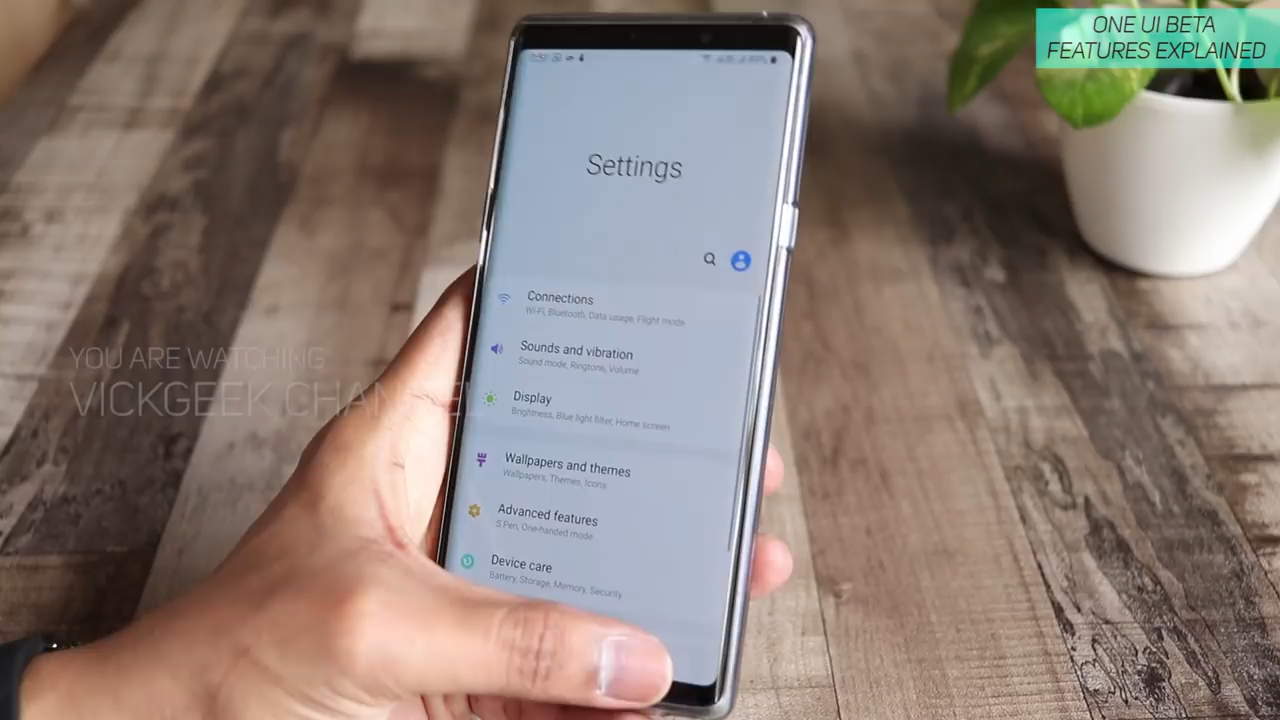 ONE UI BETA
FEATURES EXPLAINED
Settings
Connections
Wi-Fi, Bluetooth, Data usage, Flight mode
Sounds and vibration
Sound mode, Ringtone, Volume
Display
Brightness, Blue light filter, Home screen
YOU ARE WATCHING
VICKGEEK CHANNEL
Wallpapers and themes
Wallpapers, Themes, Icons
Advanced features
S Pen, One-handed mode
Device care
Battery, Storage, Memory, Security